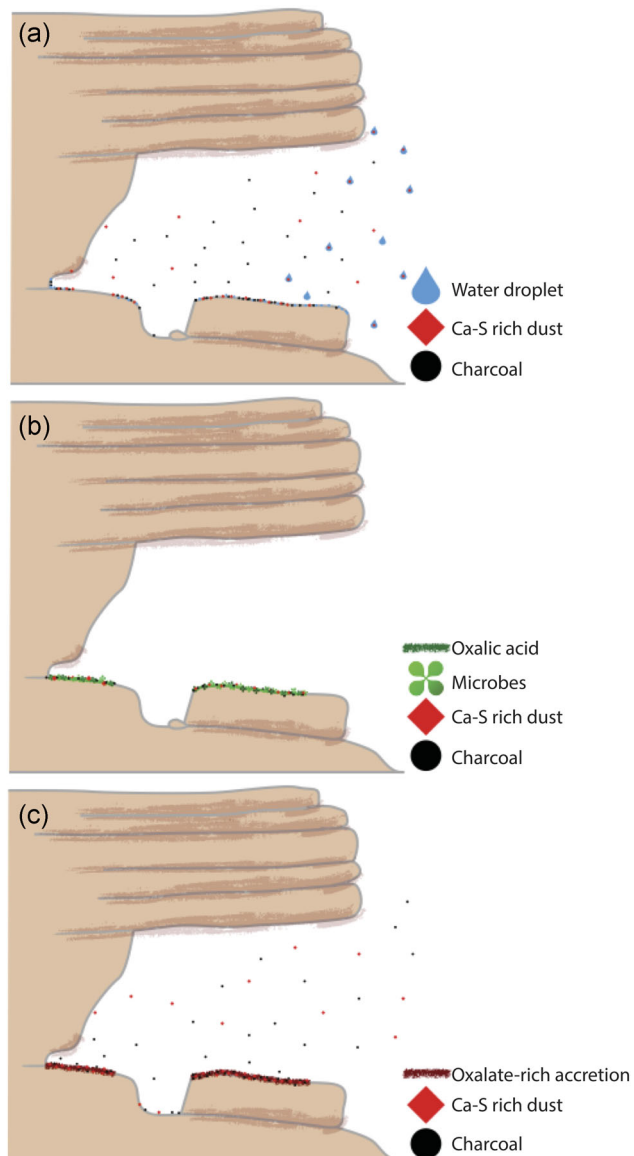 (a)
Water droplet
Ca-S rich dust
Charcoal
(b)
Oxalic acid
Microbes
Ca-S rich dust
Charcoal
(c)
Oxalate-rich accretion
Ca-S rich dust
Charcoal